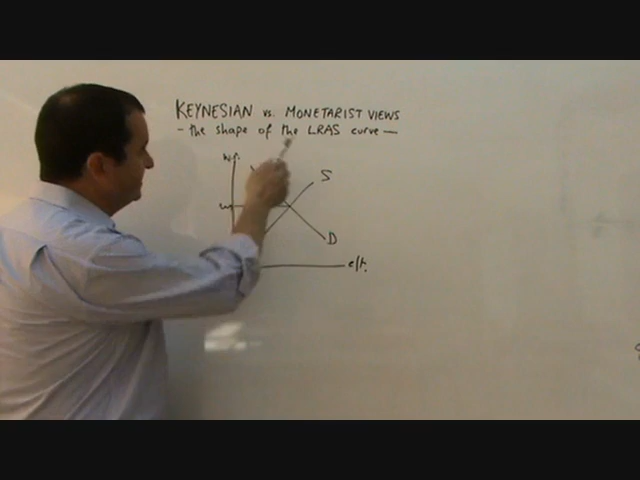 KEYNESIAN vs. MONETARIST VIEWS
- the shape of the LRAS curve -
S
D